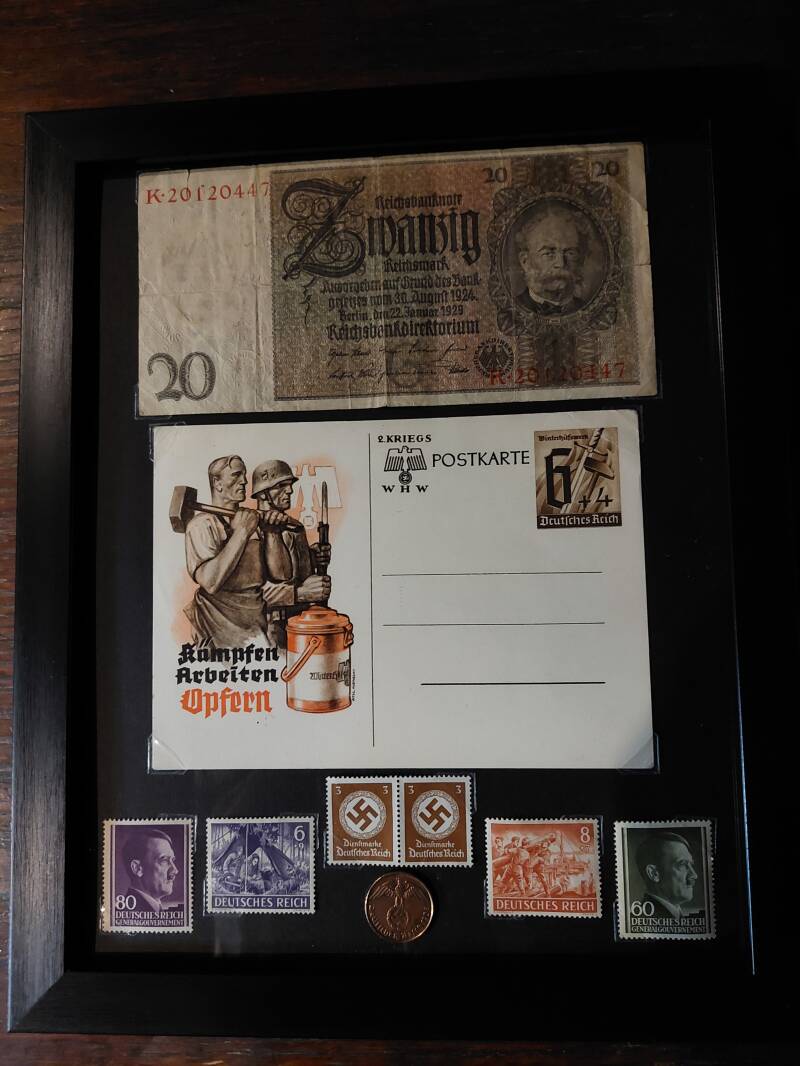 K·20120447
20
20
Reichsbanknote
Zwanzig
Reichsmark
Ausgegeben auf Grund des Bank-
gesetzes vom 30. August 1924.
Berlin, den 22. Januar 1929
Reichsbankdirektorium
20
K·20120447
2. KRIEGS
WHW
POSTKARTE
Winterhilfswerk
6+4
Deutsches Reich
Kämpfen
Arbeiten
Opfern
80
DEUTSCHES REICH
GENERALGOUVERNEMENT
6
+9
DEUTSCHES REICH
3
3
Dienstmarke
Deutsches Reich
3
3
Dienstmarke
Deutsches Reich
8
DEUTSCHES REICH
60
DEUTSCHES REICH
GENERALGOUVERNEMENT